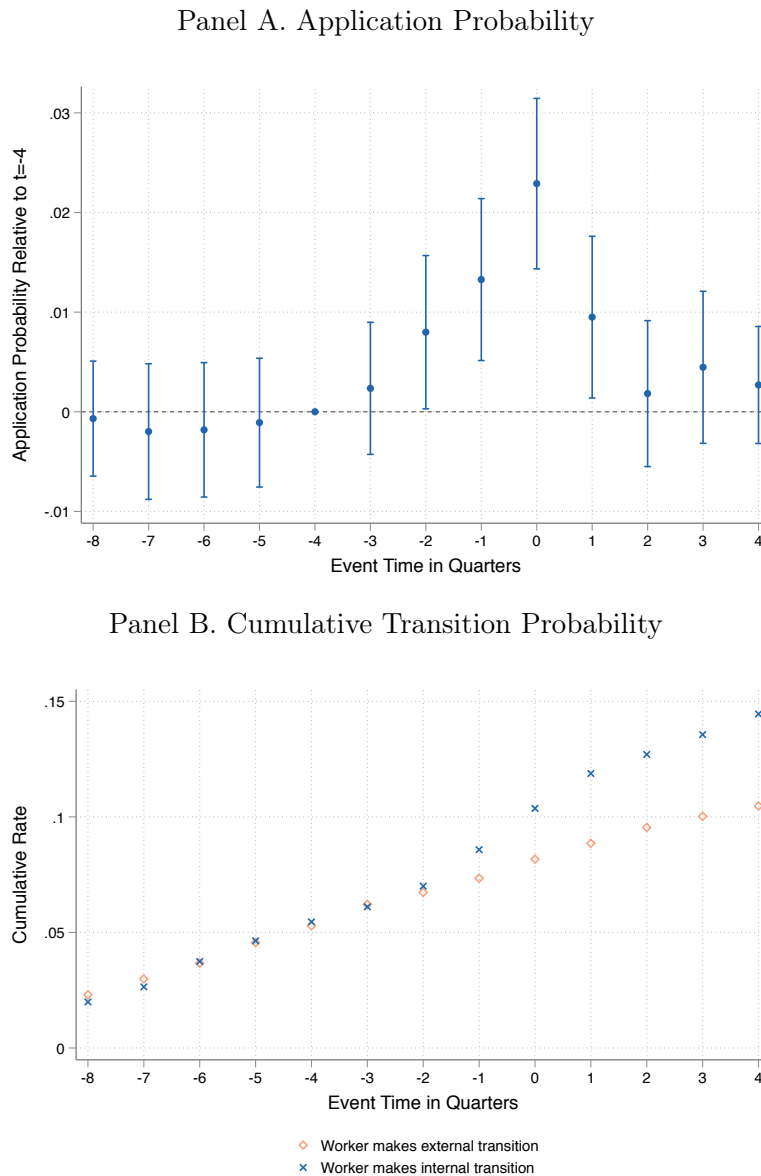 Panel A. Application Probability
Application Probability Relative to t=-4
.03
.02
.01
0
-.01
-8 -7 -6 -5 -4 -3 -2 -1 0 1 2 3 4
Event Time in Quarters
Panel B. Cumulative Transition Probability
Cumulative Rate
.15
.1
.05
0
-8 -7 -6 -5 -4 -3 -2 -1 0 1 2 3 4
Event Time in Quarters
Worker makes external transition
Worker makes internal transition